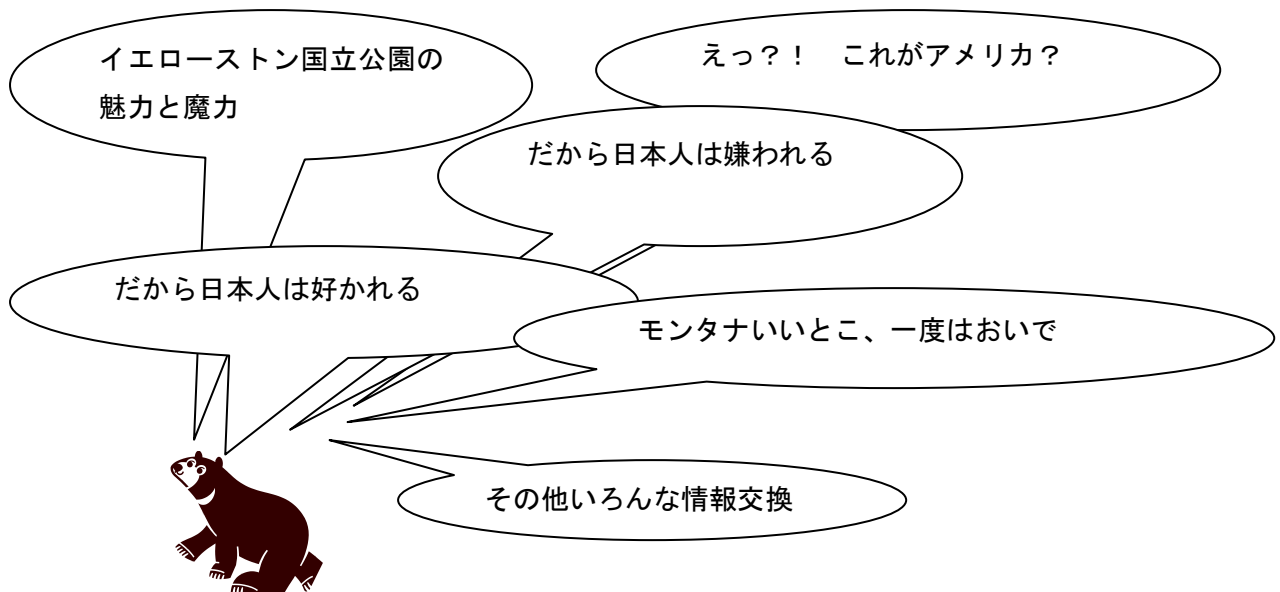 イエローストン国立公園の
魅力と魔力
えっ?！　これがアメリカ？
だから日本人は嫌われる
だから日本人は好かれる
モンタナいいとこ、一度はおいで
その他いろんな情報交換